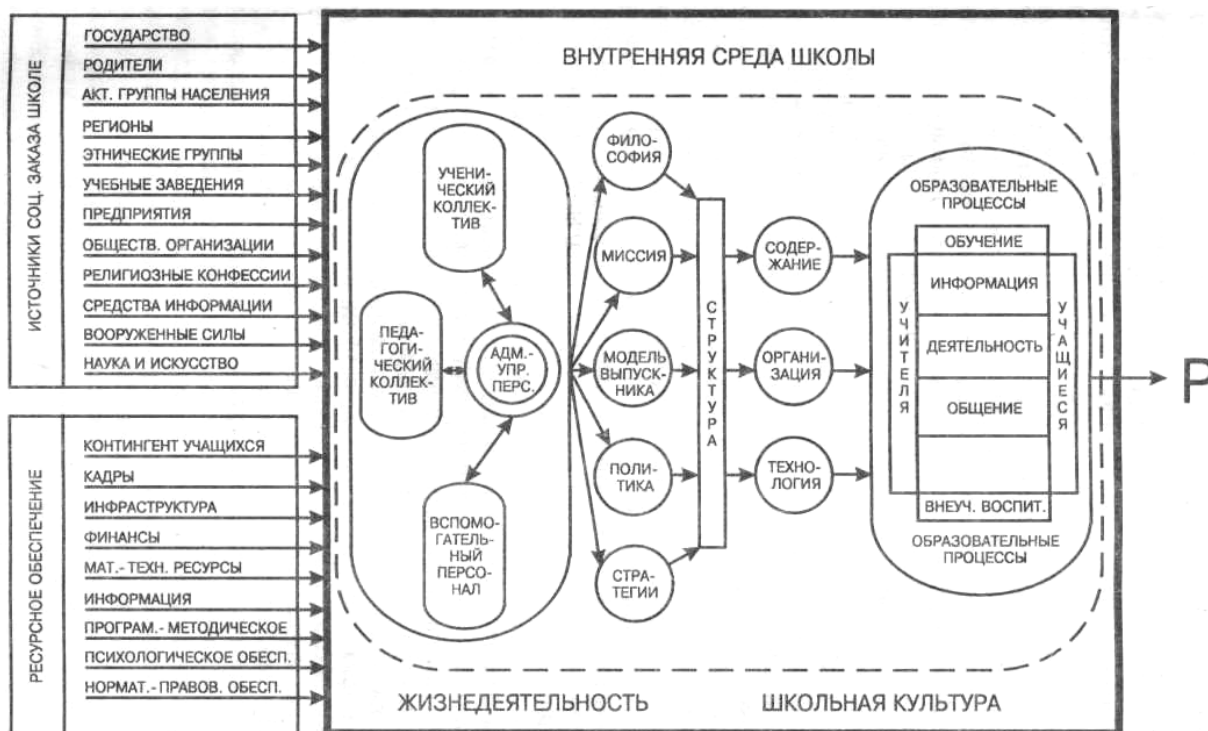 ИСТОЧНИКИ СОЦ. ЗАКАЗА ШКОЛЕ
ГОСУДАРСТВО
РОДИТЕЛИ
АКТ. ГРУППЫ НАСЕЛЕНИЯ
РЕГИОНЫ
ЭТНИЧЕСКИЕ ГРУППЫ
УЧЕБНЫЕ ЗАВЕДЕНИЯ
ПРЕДПРИЯТИЯ
ОБЩЕСТВ. ОРГАНИЗАЦИИ
РЕЛИГИОЗНЫЕ КОНФЕССИИ
СРЕДСТВА ИНФОРМАЦИИ
ВООРУЖЕННЫЕ СИЛЫ
НАУКА И ИСКУССТВО
РЕСУРСНОЕ ОБЕСПЕЧЕНИЕ
КОНТИНГЕНТ УЧАЩИХСЯ
КАДРЫ
ИНФРАСТРУКТУРА
ФИНАНСЫ
МАТ.- ТЕХН. РЕСУРСЫ
ИНФОРМАЦИЯ
ПРОГРАМ.- МЕТОДИЧЕСКОЕ
ПСИХОЛОГИЧЕСКОЕ ОБЕСП.
НОРМАТ.- ПРАВОВ. ОБЕСП.
ВНУТРЕННЯЯ СРЕДА ШКОЛЫ
УЧЕНИ-
ЧЕСКИЙ
КОЛЛЕК-
ТИВ
ПЕДА-
ГОГИ-
ЧЕСКИЙ
КОЛЛЕК-
ТИВ
АДМ.-
УПР.
ПЕРС.
ВСПОМО-
ГАТЕЛЬ-
НЫЙ
ПЕРСО-
НАЛ
ФИЛО-
СОФИЯ
МИССИЯ
МОДЕЛЬ
ВЫПУСК-
НИКА
ПОЛИ-
ТИКА
СТРА-
ТЕГИИ
СТРУКТУРА
СОДЕР-
ЖАНИЕ
ОРГАНИ-
ЗАЦИЯ
ТЕХНО-
ЛОГИЯ
ОБРАЗОВАТЕЛЬНЫЕ
ПРОЦЕССЫ
ОБУЧЕНИЕ
УЧИТЕЛЯ
ИНФОРМАЦИЯ
ДЕЯТЕЛЬНОСТЬ
ОБЩЕНИЕ
УЧАЩИЕСЯ
ВНЕУЧ. ВОСПИТ.
ОБРАЗОВАТЕЛЬНЫЕ
ПРОЦЕССЫ
Р
ЖИЗНЕДЕЯТЕЛЬНОСТЬ
ШКОЛЬНАЯ КУЛЬТУРА